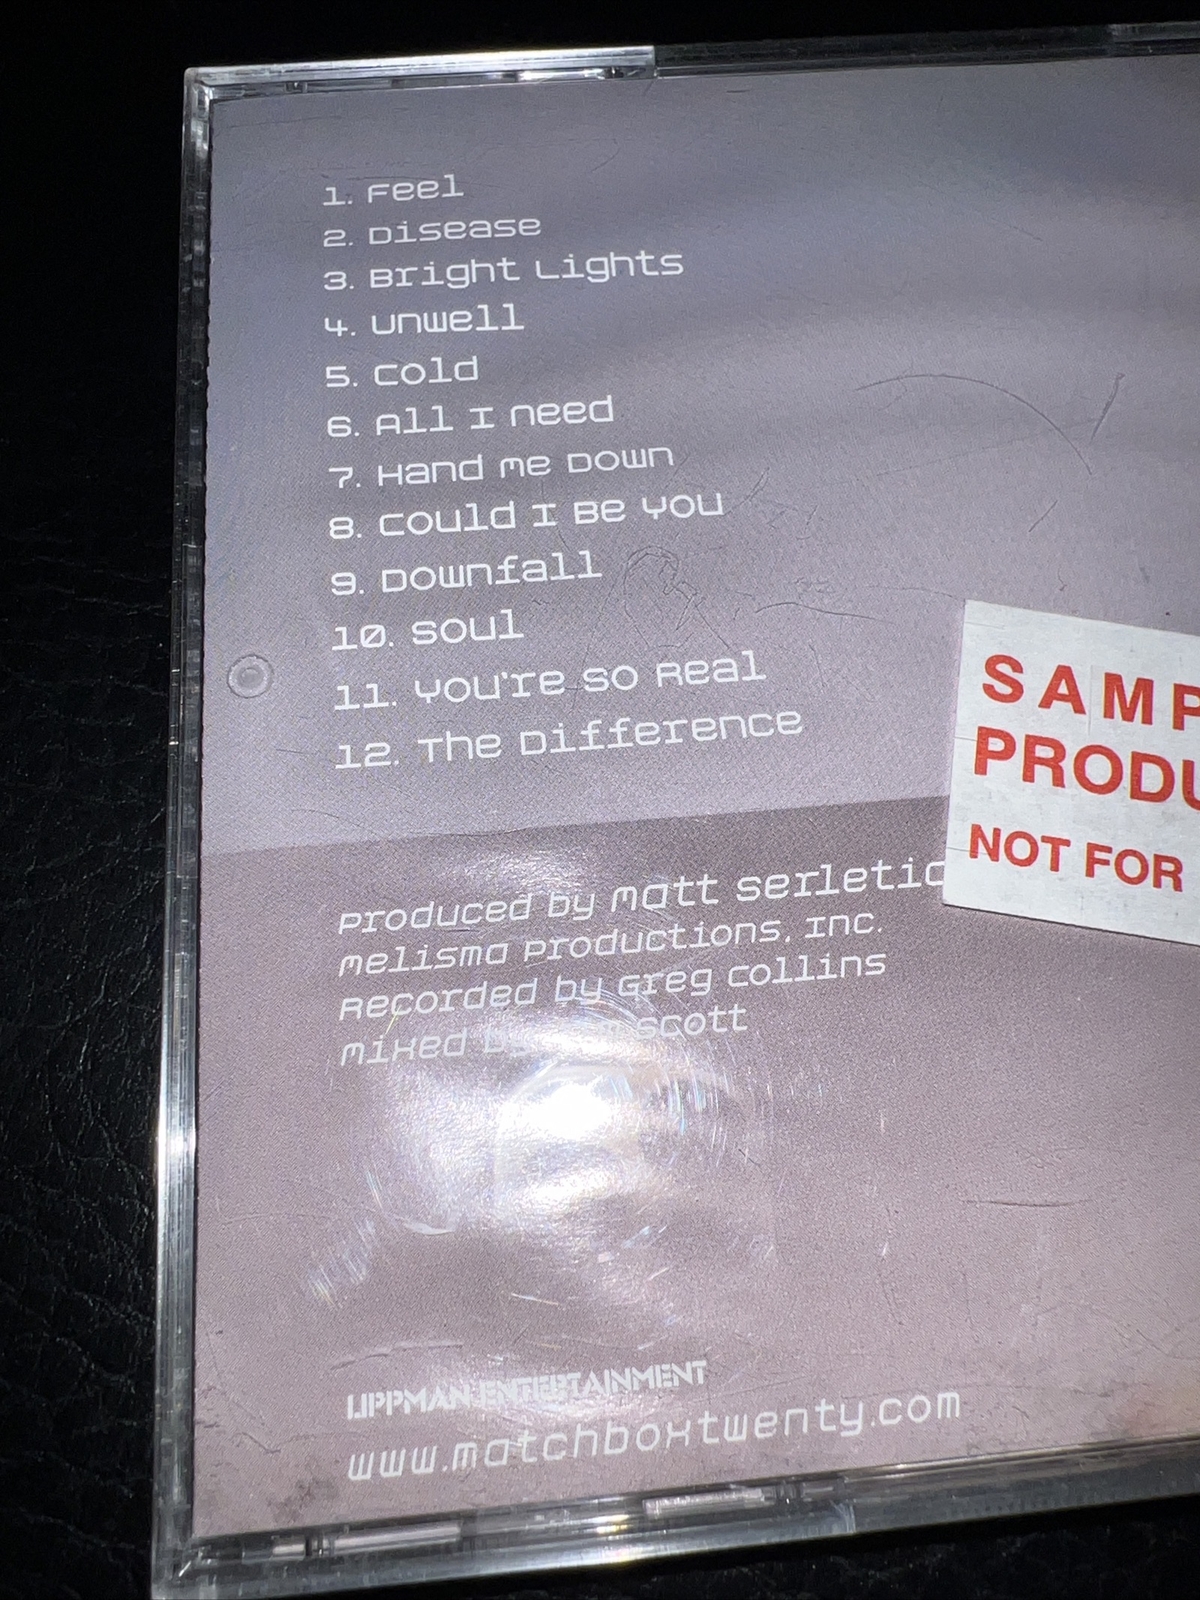 1. Feel
2. Disease
3. Bright Lights
4. Unwell
5. Cold
6. All I Need
7. Hand Me Down
8. Could I Be You
9. Downfall
10. Soul
11. You're So Real
12. The Difference
SAMP
PRODU
NOT FOR
Produced by Matt Serletic
Melisma Productions, Inc.
Recorded by Greg Collins
Mixed Scott
LIPPMAN ENTERTAINMENT
www.matchboxtwenty.com